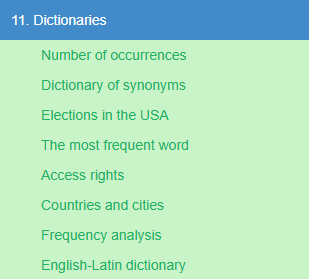 11. Dictionaries
Number of occurrences
Dictionary of synonyms
Elections in the USA
The most frequent word
Access rights
Countries and cities
Frequency analysis
English-Latin dictionary